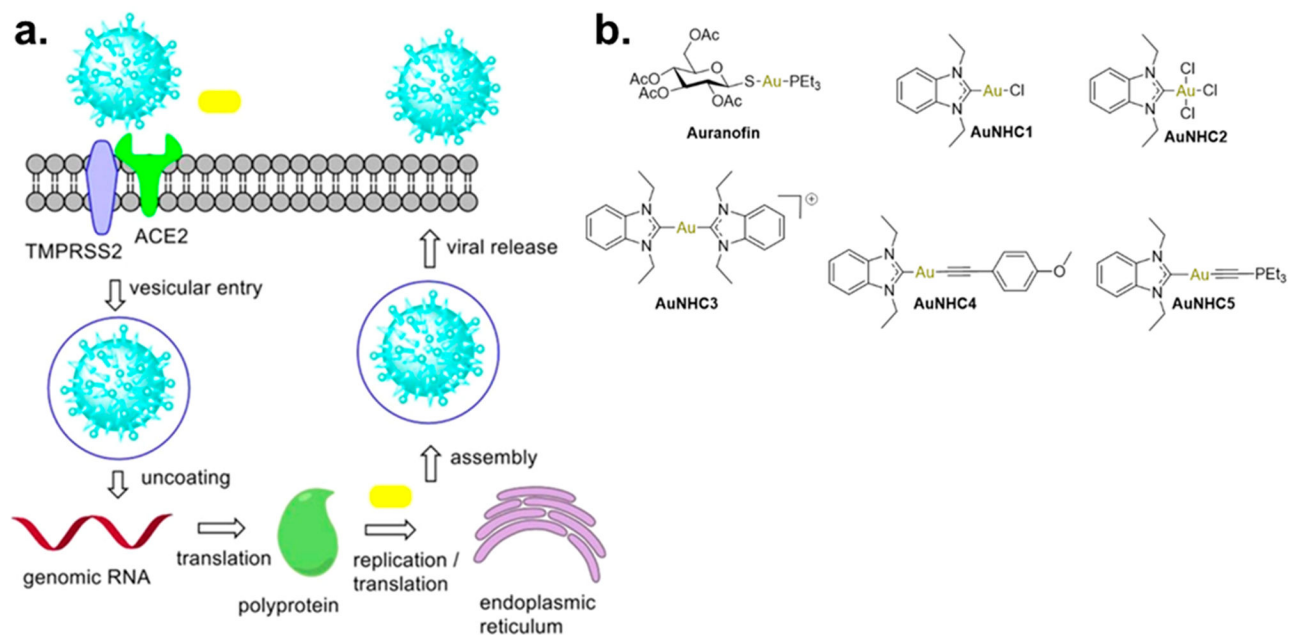 a.
TMPRSS2
ACE2
vesicular entry
uncoating
genomic RNA
translation
polyprotein
replication /
translation
endoplasmic
reticulum
assembly
viral release
b.
OAc
AcO
AcO
O
OAc
S-Au-PEt3
Auranofin
N
N
Au-Cl
AuNHC1
N
N
Cl
Au-Cl
Cl
AuNHC2
N
N
Au
N
N
⊕
AuNHC3
N
N
Au
O
AuNHC4
N
N
Au
PEt3
AuNHC5